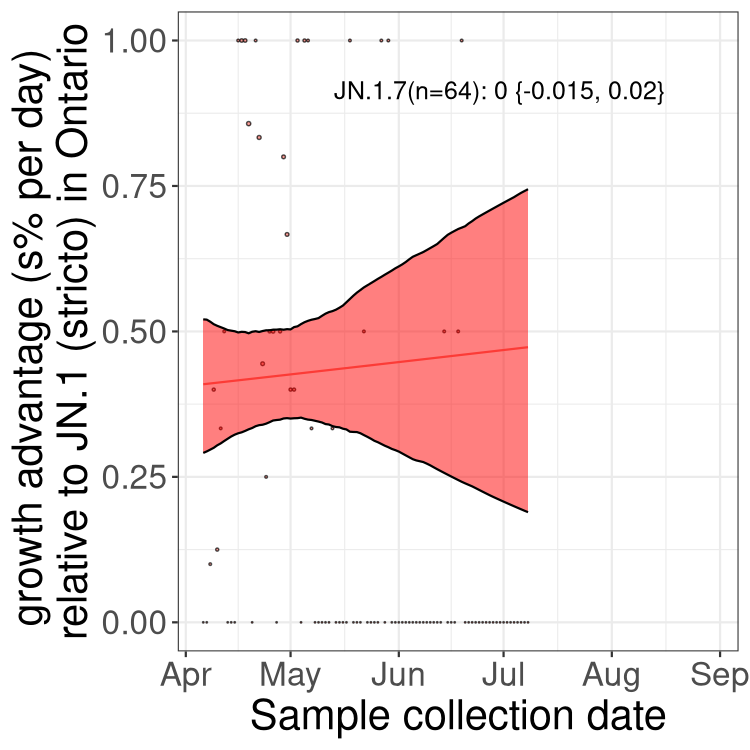 growth advantage (s% per day)
relative to JN.1 (stricto) in Ontario
1.00
0.75
0.50
0.25
0.00
JN.1.7(n=64): 0 {-0.015, 0.02}
Apr May Jun Jul Aug Sep
Sample collection date